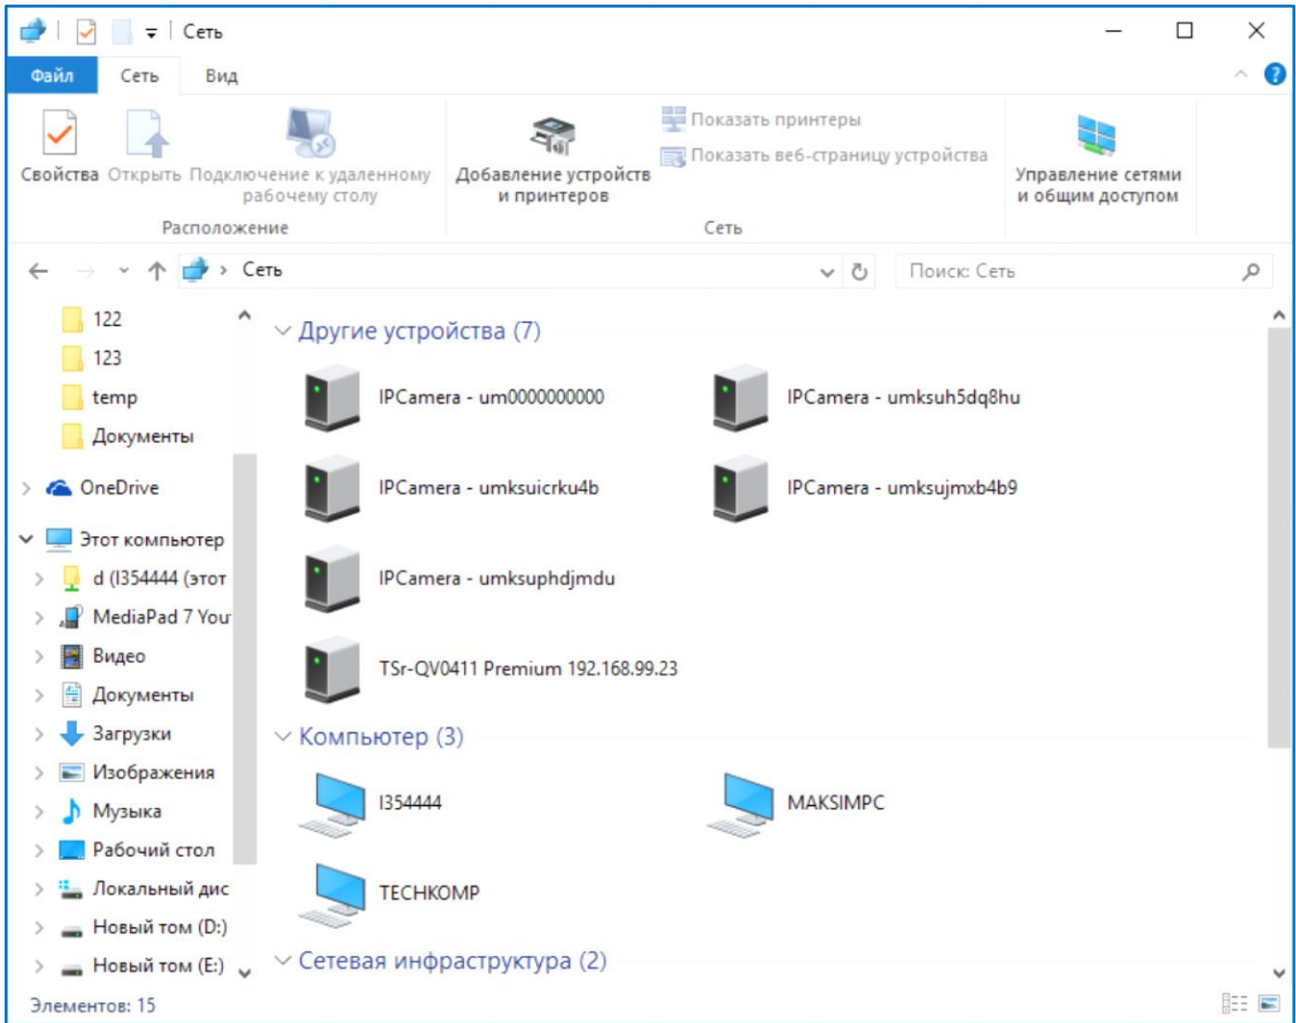 Сеть
Файл Сеть Вид
Свойства Открыть Подключение к удаленному рабочему столу
Добавление устройств и принтеров
Показать принтеры
Показать веб-страницу устройства
Управление сетями и общим доступом
Расположение Сеть
Сеть Поиск: Сеть
122
123
temp
Документы
OneDrive
Этот компьютер
d (I354444 (этот
MediaPad 7 You
Видео
Документы
Загрузки
Изображения
Музыка
Рабочий стол
Локальный дис
Новый том (D:)
Новый том (E:)
Другие устройства (7)
IPCamera - um0000000000 IPCamera - umksuh5dq8hu
IPCamera - umksuicrku4b IPCamera - umksujmxb4b9
IPCamera - umksuphdjmdu
TSr-QV0411 Premium 192.168.99.23
Компьютер (3)
I354444 MAKSIMPC
TECHKOMP
Сетевая инфраструктура (2)
Элементов: 15